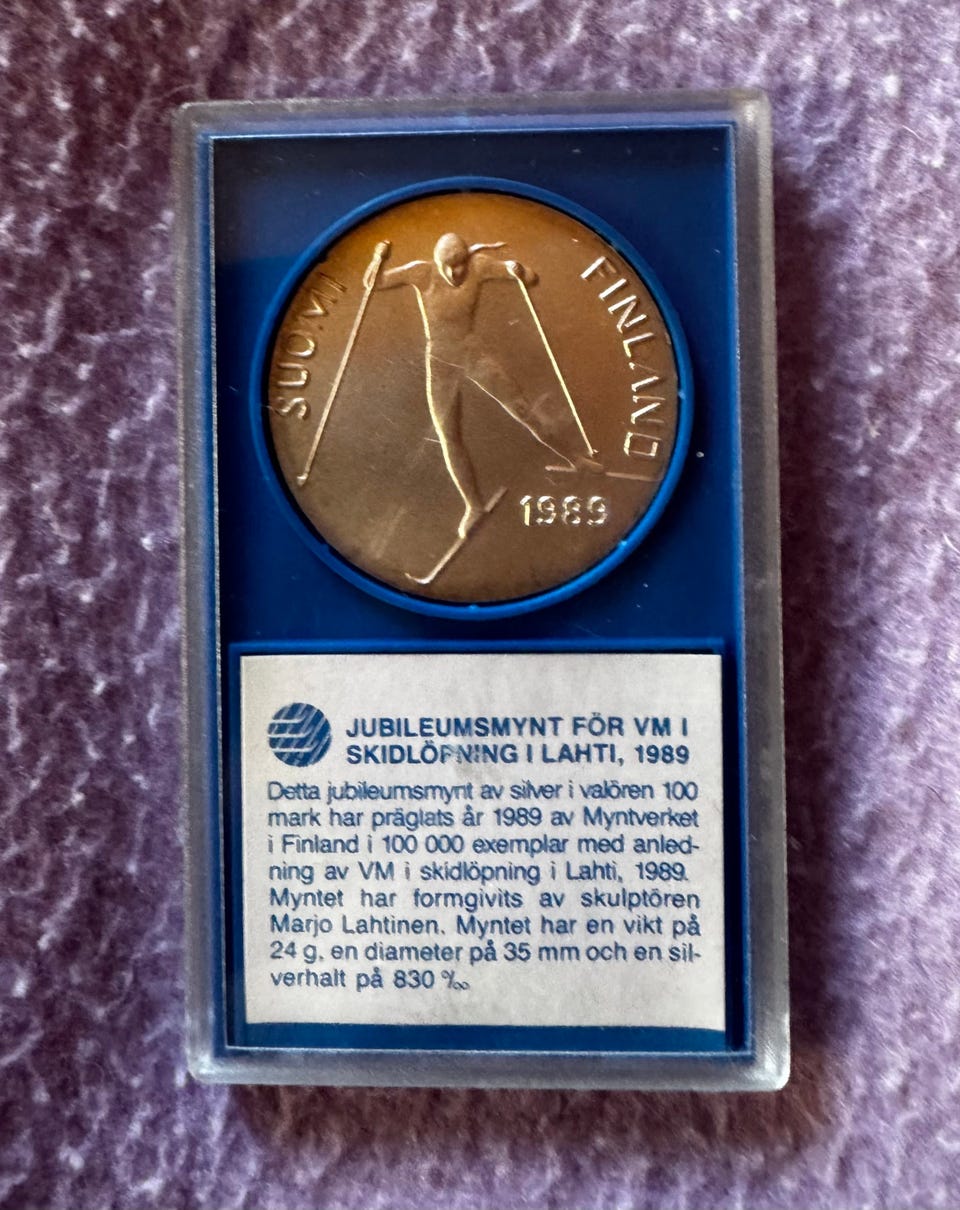 SUOMI
FINLAND
1989
JUBILEUMSMYNT FÖR VM I
SKIDLÖPNING I LAHTI, 1989
Detta jubileumsmynt av silver i valören 100
mark har präglats år 1989 av Myntverket
i Finland i 100 000 exemplar med anled-
ning av VM i skidlöpning i Lahti, 1989.
Myntet har formgivits av skulptören
Marjo Lahtinen. Myntet har en vikt på
24 g, en diameter på 35 mm och en sil-
verhalt på 830 ‰